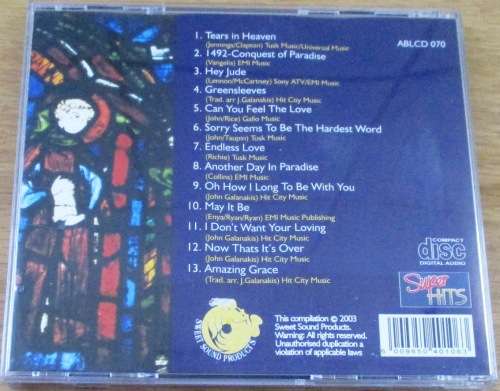 1. Tears in Heaven
(Jennings/Clapton) Tusk Music/Universal Music
2. 1492-Conquest of Paradise
(Vangelis) EMI Music
3. Hey Jude
(Lennon/McCartney) Sony ATV/EMI Music
4. Greensleeves
(Trad. arr J.Galanakis) Hit City Music
5. Can You Feel The Love
(John/Rice) Gallo Music
6. Sorry Seems To Be The Hardest Word
(John/Taupin) Tusk Music
7. Endless Love
(Richie) Tusk Music
8. Another Day In Paradise
(Collins) EMI Music
9. Oh How I Long To Be With You
(John Galanakis) Hit City Music
10. May It Be
(Enya/Ryan/Ryan) EMI Music Publishing
11. I Don't Want Your Loving
(John Galanakis) Hit City Music
12. Now Thats It's Over
(John Galanakis) Hit City Music
13. Amazing Grace
(Trad. arr J.Galanakis) Hit City Music
ABLCD 070
COMPACT
disc
DIGITAL AUDIO
Super
HITS
SWEET SOUND PRODUCTS
This compilation © 2003
Sweet Sound Products.
Warning: All rights reserved.
Unauthorised duplication a
violation of applicable laws